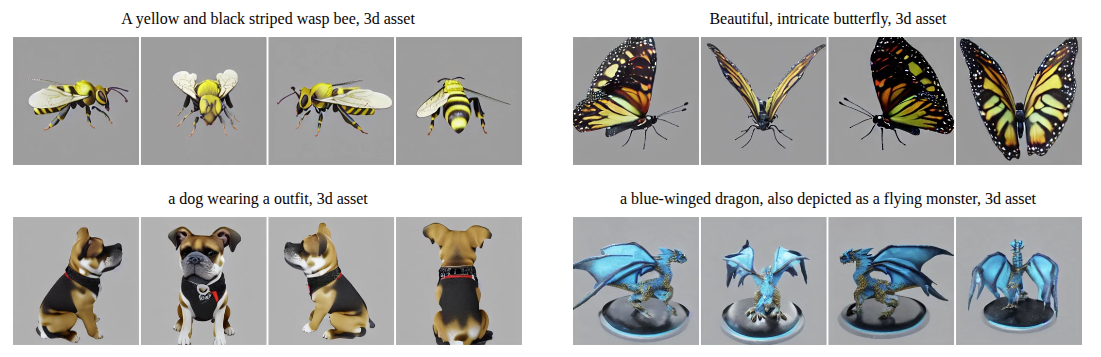 A yellow and black striped wasp bee, 3d asset
Beautiful, intricate butterfly, 3d asset
a dog wearing a outfit, 3d asset
a blue-winged dragon, also depicted as a flying monster, 3d asset